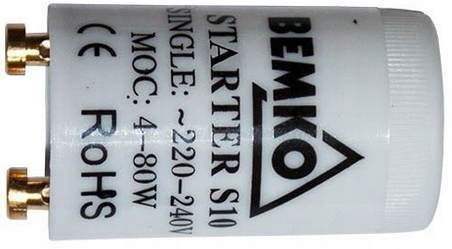 BEMKO
STARTER S10
SINGLE: ~220-240V
MOC: 4-80W
CE RoHS